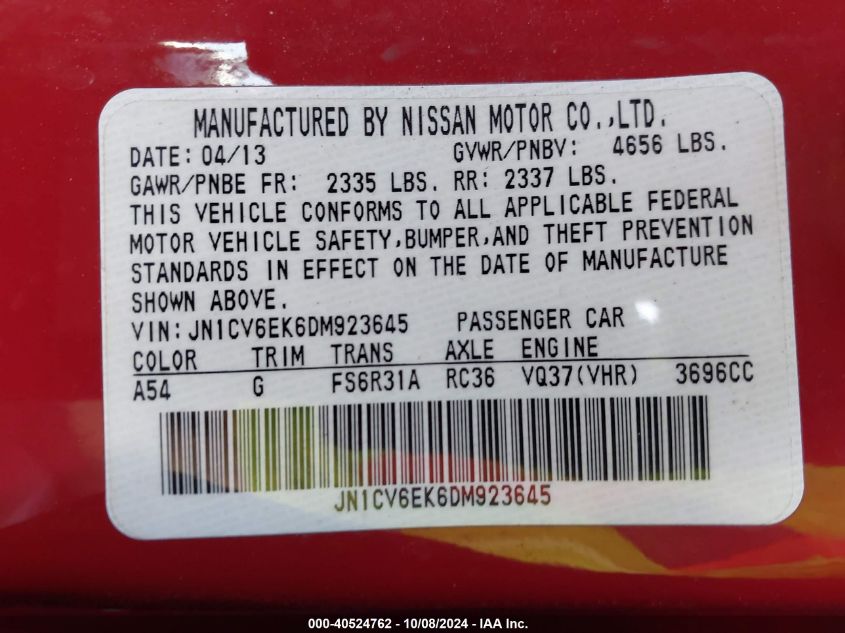 MANUFACTURED BY NISSAN MOTOR CO.,LTD.
DATE: 04/13 GVWR/PNBV: 4656 LBS.
GAWR/PNBE FR: 2335 LBS. RR: 2337 LBS.
THIS VEHICLE CONFORMS TO ALL APPLICABLE FEDERAL
MOTOR VEHICLE SAFETY,BUMPER,AND THEFT PREVENTION
STANDARDS IN EFFECT ON THE DATE OF MANUFACTURE
SHOWN ABOVE.
VIN:JN1CV6EK6DM923645 PASSENGER CAR
COLOR TRIM TRANS AXLE ENGINE
A54 G FS6R31A RC36 VQ37(VHR) 3696CC
JN1CV6EK6DM923645
000-40524762 - 10/08/2024 - IAA Inc.